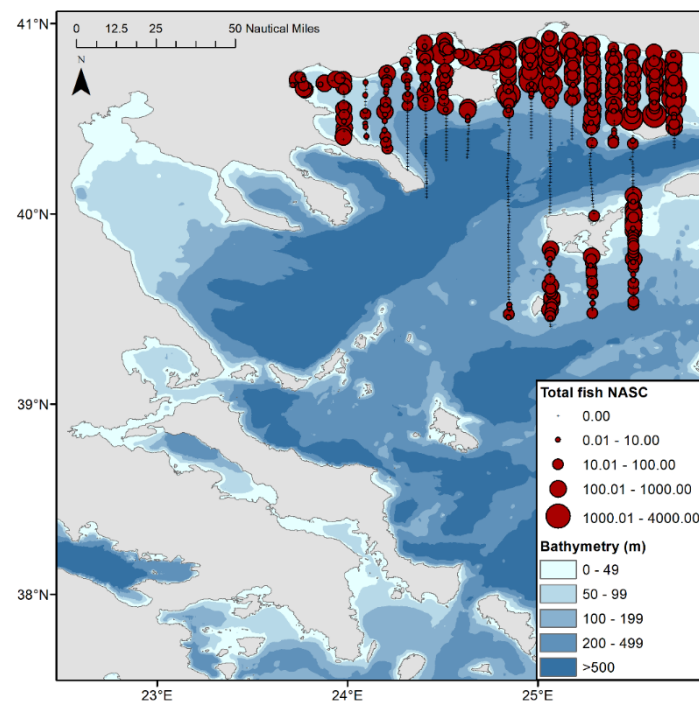 41°N
0 12.5 25 50 Nautical Miles
N
40°N
39°N
Total fish NASC
0.00
0.01 - 10.00
10.01 - 100.00
100.01 - 1000.00
1000.01 - 4000.00
Bathymetry (m)
0 - 49
50 - 99
100 - 199
200 - 499
>500
38°N
23°E 24°E 25°E